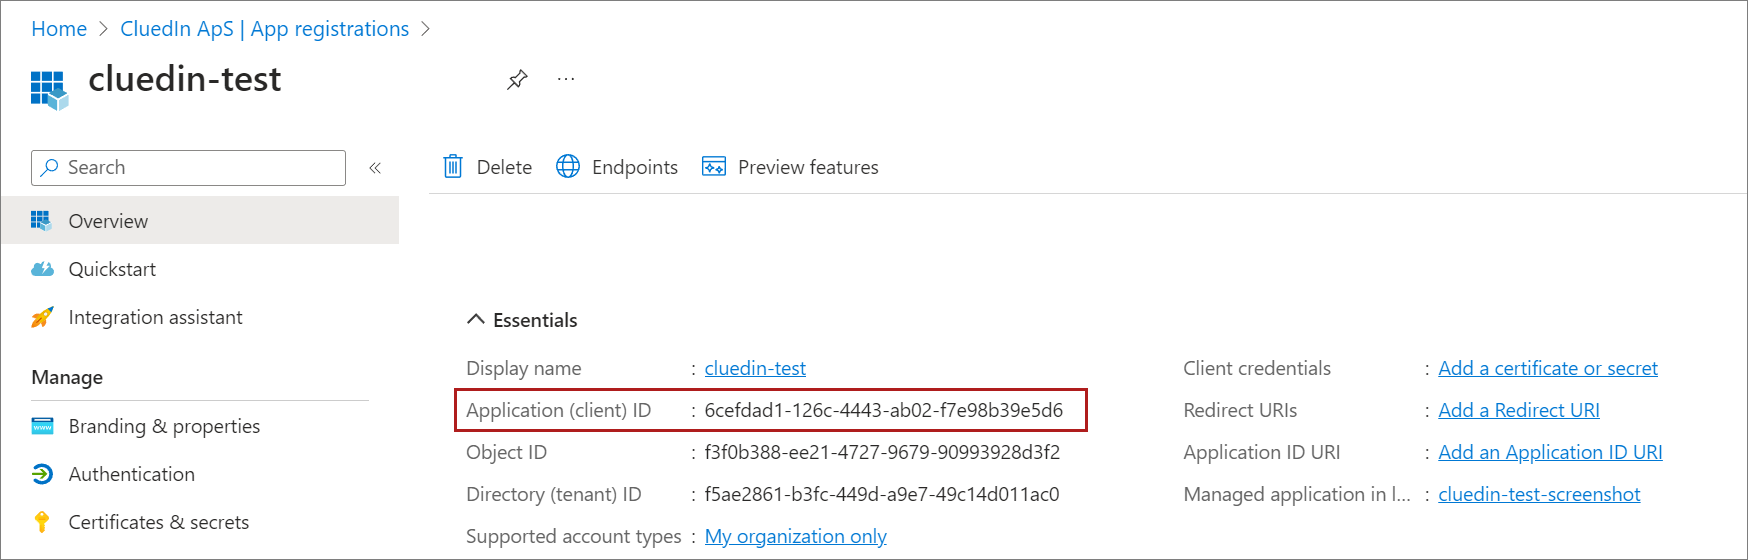 Home > CluedIn ApS | App registrations >
cluedin-test
...
Search
«
Delete
Endpoints
Preview features
Overview
Quickstart
Integration assistant
Manage
Branding & properties
www
Authentication
Certificates & secrets
Essentials
Display name : cluedin-test
Application (client) ID : 6cefdad1-126c-4443-ab02-f7e98b39e5d6
Object ID : f3f0b388-ee21-4727-9679-90993928d3f2
Directory (tenant) ID : f5ae2861-b3fc-449d-a9e7-49c14d011ac0
Supported account types : My organization only
Client credentials : Add a certificate or secret
Redirect URIs : Add a Redirect URI
Application ID URI : Add an Application ID URI
Managed application in l... : cluedin-test-screenshot